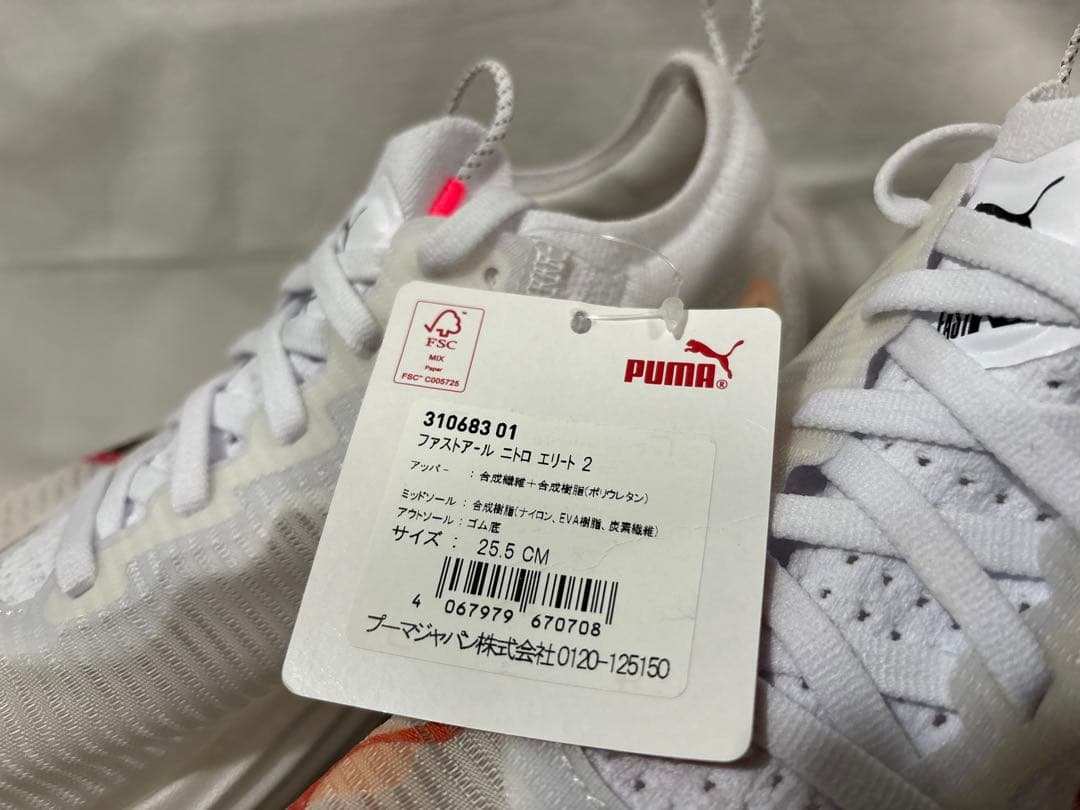 FSC™
MIX
Paper
FSC™ C005725
PUMA®
310683 01
ファストアール ニトロ エリート 2
アッパー : 合成繊維+合成樹脂(ポリウレタン)
ミッドソール : 合成樹脂(ナイロン、EVA樹脂、炭素繊維)
アウトソール : ゴム底
サイズ : 25.5 CM
4 067979 670708
プーマジャパン株式会社 0120-125150
FAST